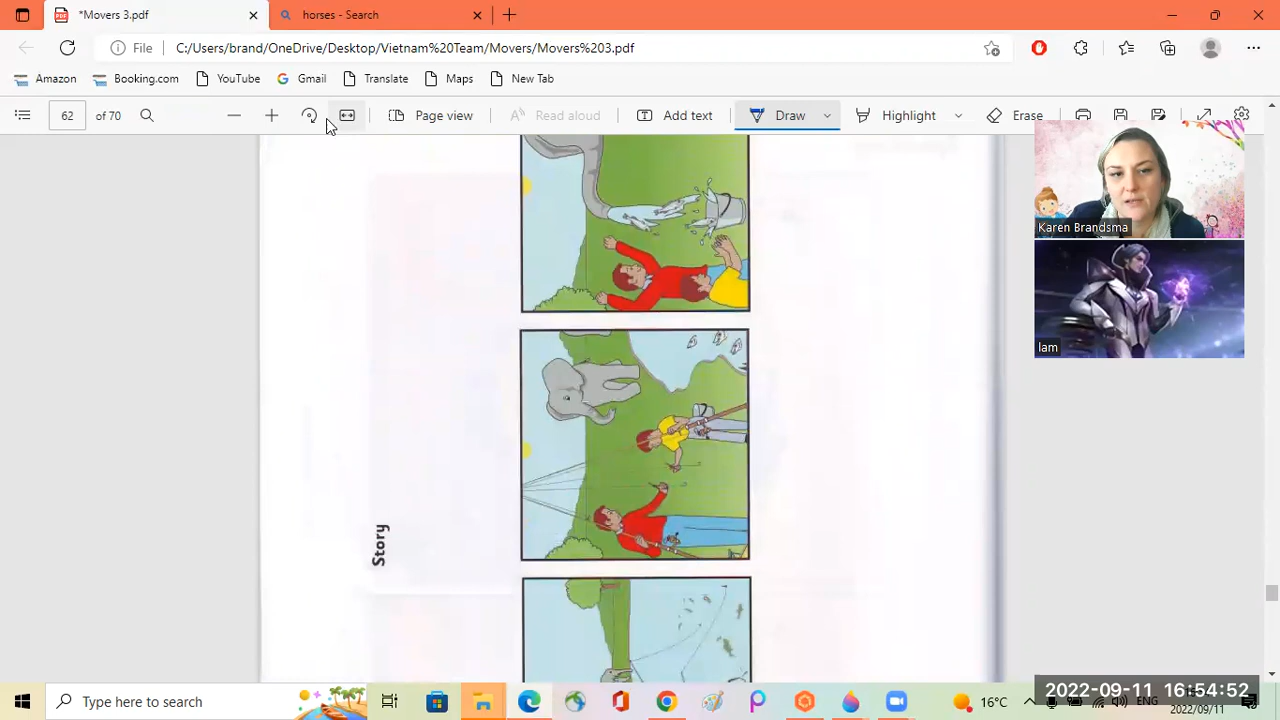 *Movers 3.pdf
horses - Search
File
C:/Users/brand/OneDrive/Desktop/Vietnam%20Team/Movers/Movers%203.pdf
Amazon
Booking.com
YouTube
Gmail
Translate
Maps
New Tab
62
of 70
Page view
Read aloud
Add text
Draw
Highlight
Erase
Karen Brandsma
lam
Story
Type here to search
16°C
ENG
2022-09-11 16:54:52
2022/09/11